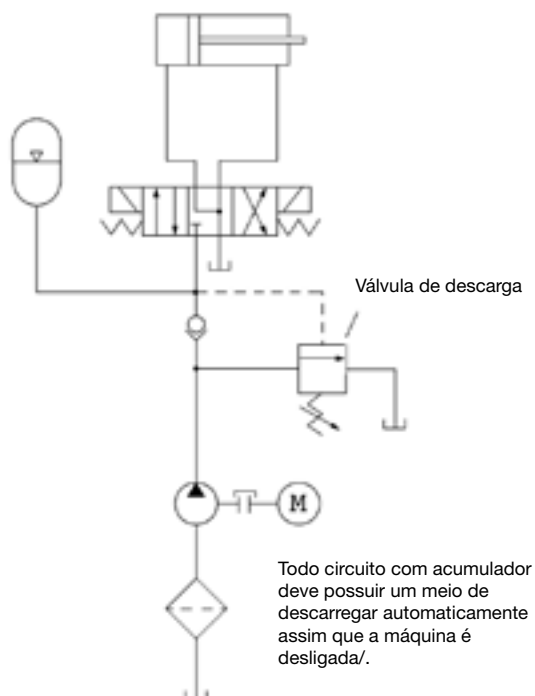 Válvula de descarga
M
Todo circuito com acumulador
deve possuir um meio de
descarregar automaticamente
assim que a máquina é
desligada/.